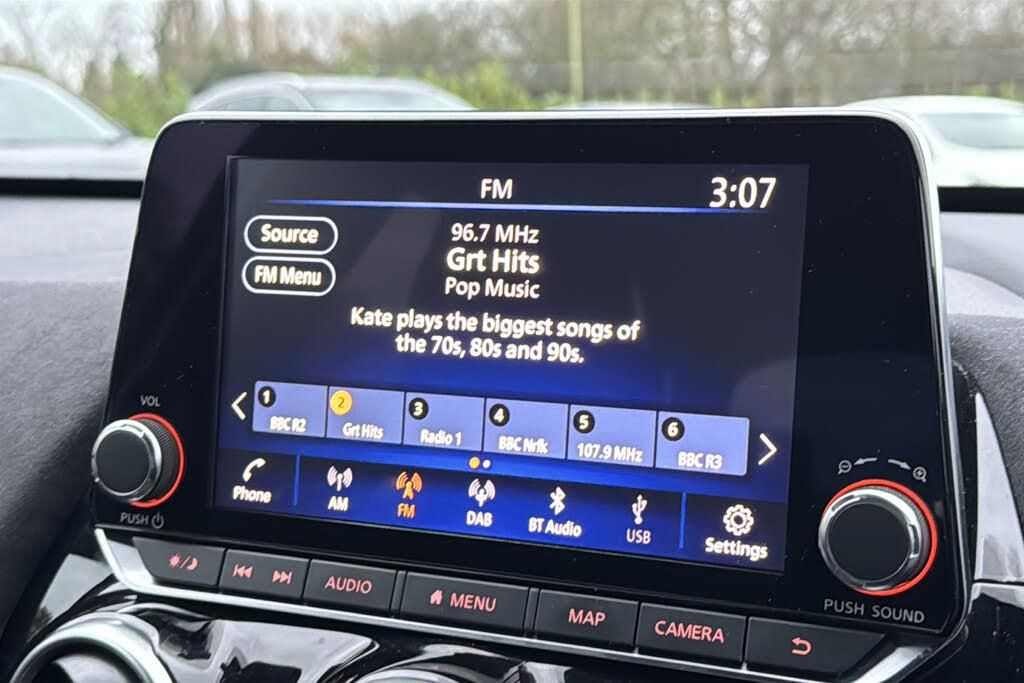 FM
3:07
Source
96.7 MHz
FM Menu
Grt Hits
Pop Music
Kate plays the biggest songs of
the 70s, 80s and 90s.
1
BBC R2
2
Grt Hits
3
Radio 1
4
BBC Nrflk
5
107.9 MHz
6
BBC R3
Phone
AM
FM
DAB
BT Audio
USB
Settings
VOL
PUSH
PUSH SOUND
AUDIO
MENU
MAP
CAMERA